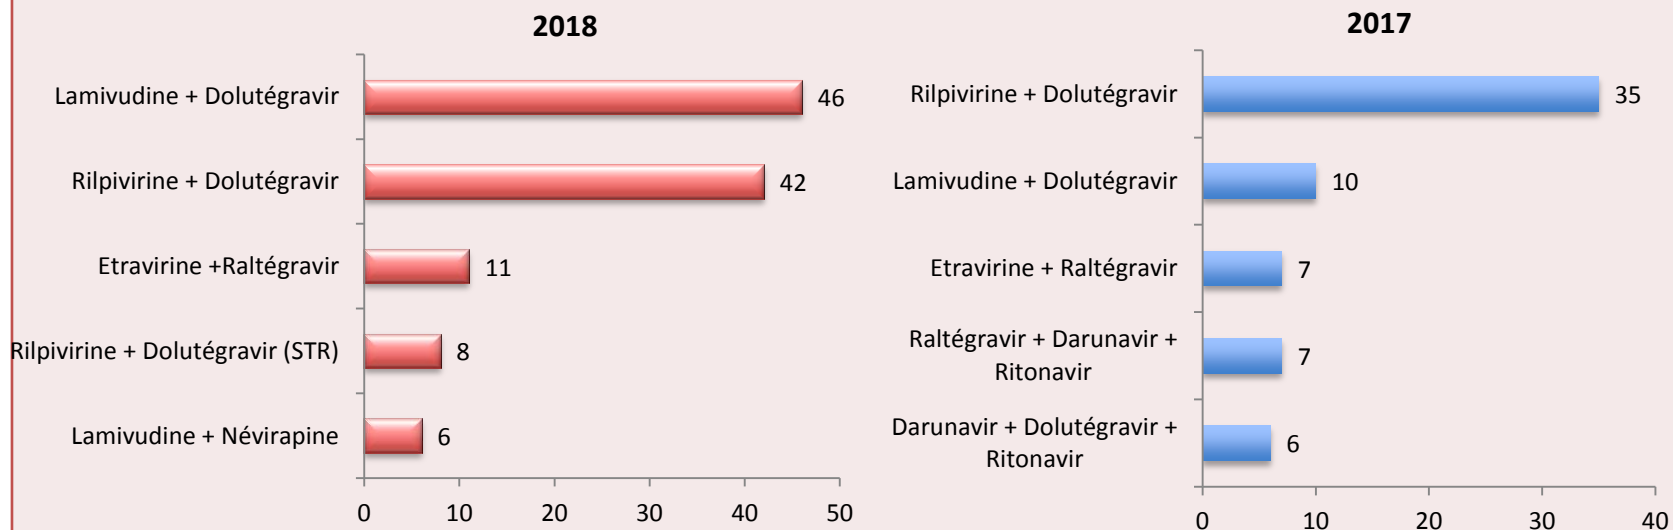 2018
Lamivudine + Dolutégravir
46
Rilpivirine + Dolutégravir
42
Etravirine +Raltégravir
11
Rilpivirine + Dolutégravir (STR)
8
Lamivudine + Névirapine
6
0 10 20 30 40 50
2017
Rilpivirine + Dolutégravir
35
Lamivudine + Dolutégravir
10
Etravirine + Raltégravir
7
Raltégravir + Darunavir +
Ritonavir
7
Darunavir + Dolutégravir +
Ritonavir
6
0 10 20 30 40